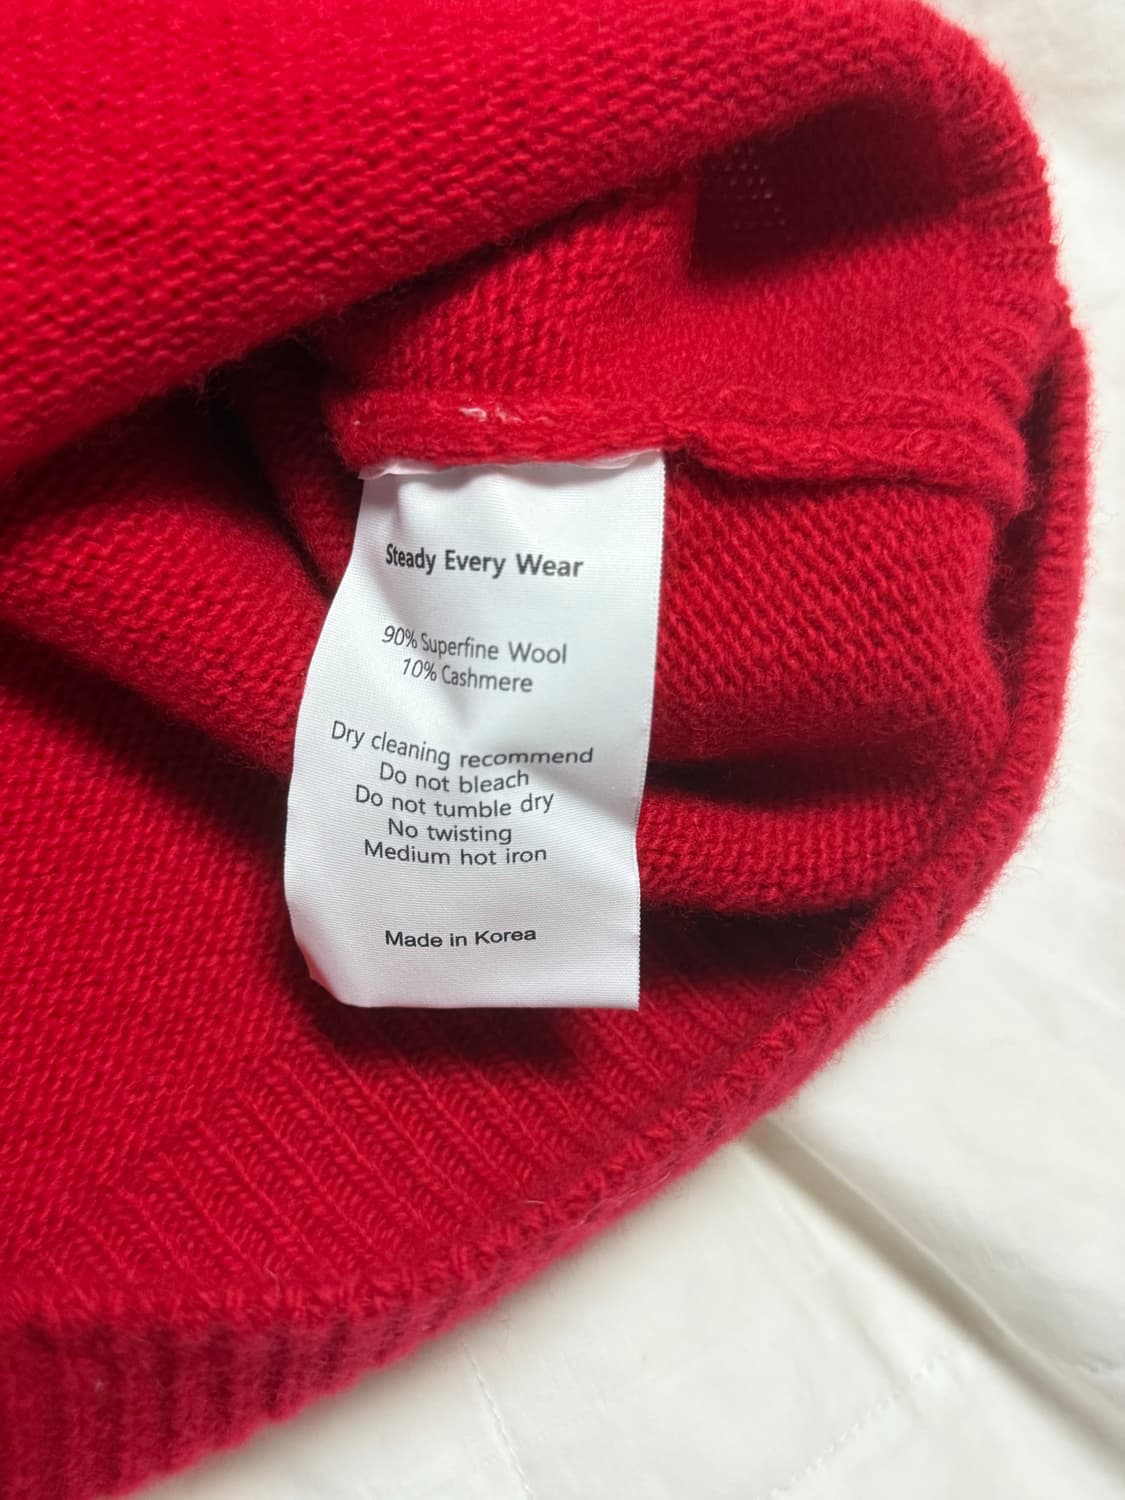 Steady Every Wear
90% Superfine Wool
10% Cashmere
Dry cleaning recommend
Do not bleach
Do not tumble dry
No twisting
Medium hot iron
Made in Korea